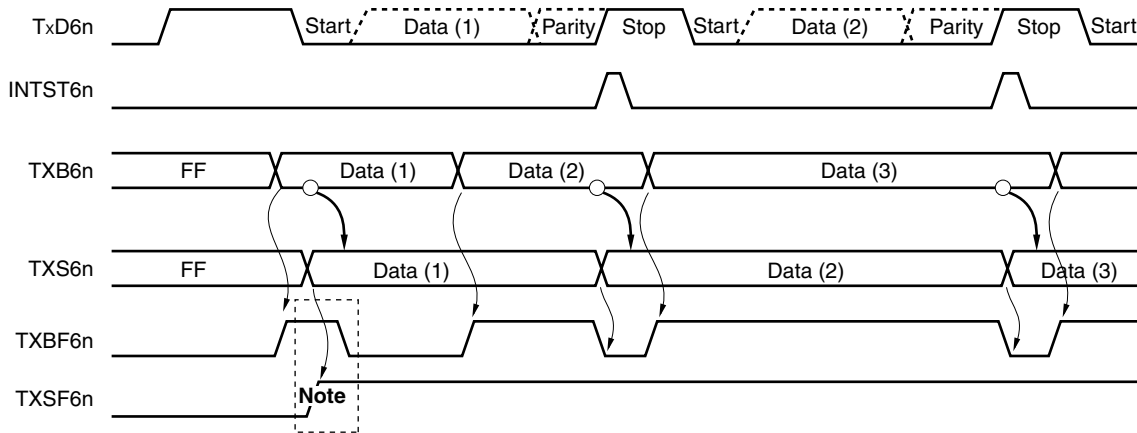 TxD6n Start Data (1) Parity Stop Start Data (2) Parity Stop Start
INTST6n
TXB6n FF Data (1) Data (2) Data (3)
TXS6n FF Data (1) Data (2) Data (3)
TXBF6n
TXSF6n Note